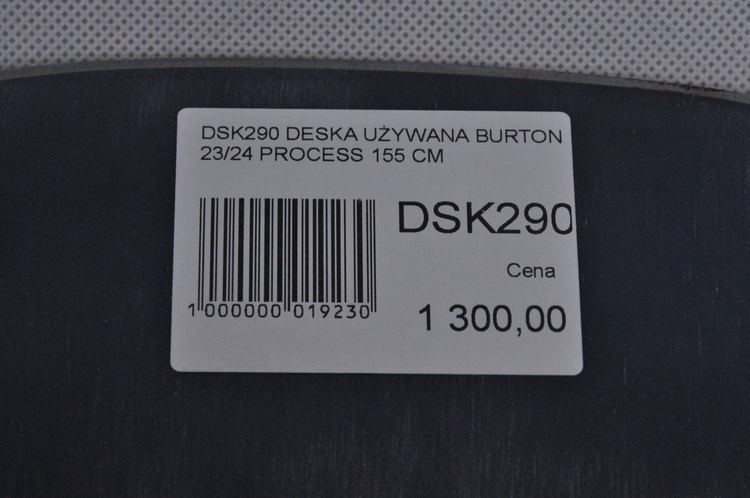 DSK290 DESKA UŻYWANA BURTON
23/24 PROCESS 155 CM
DSK290
Cena
1 300,00
1 000000 019230